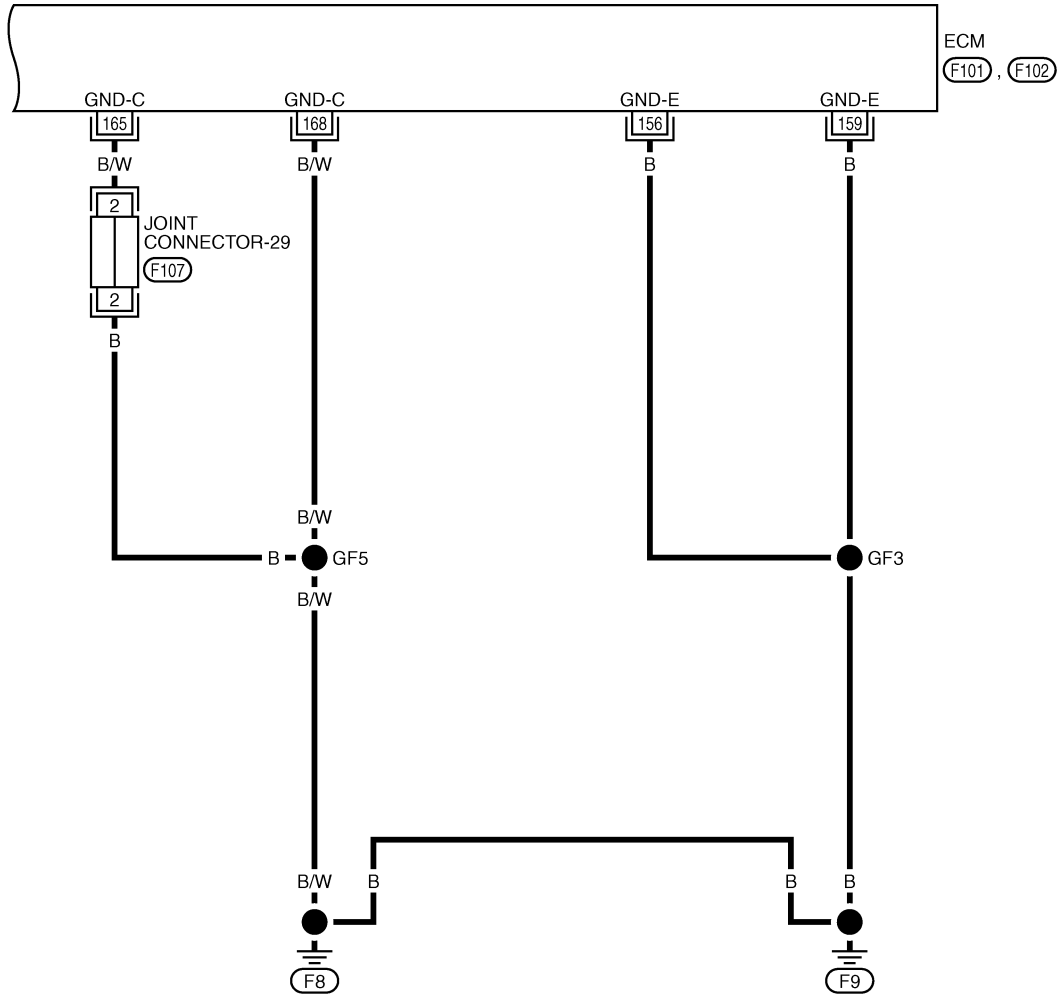 ECM
F101 , F102
GND-C GND-C GND-E GND-E
165 168 156 159
B/W B/W B B
2
JOINT
CONNECTOR-29
F107
2
B
B/W
B GF5 GF3
B/W
B/W B B B
F8 F9